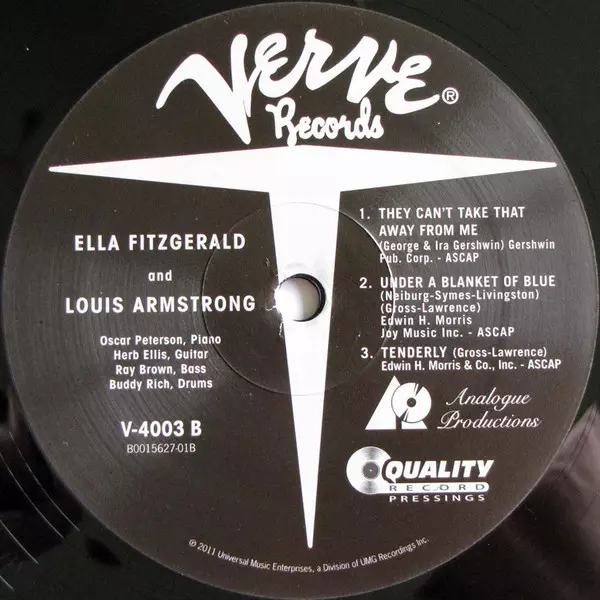 VERVE®
Records
ELLA FITZGERALD
and
LOUIS ARMSTRONG
Oscar Peterson, Piano
Herb Ellis, Guitar
Ray Brown, Bass
Buddy Rich, Drums
V-4003 B
B0015627-01B
1. THEY CAN'T TAKE THAT
AWAY FROM ME
(George & Ira Gershwin) Gershwin
Pub. Corp. - ASCAP
2. UNDER A BLANKET OF BLUE
(Neiburg-Symes-Livingston)
(Gross-Lawrence)
Edwin H. Morris
Joy Music Inc. - ASCAP
3. TENDERLY (Gross-Lawrence)
Edwin H. Morris & Co., Inc. - ASCAP
AP
Analogue
Productions
QUALITY
RECORD
PRESSINGS
℗ 2011 Universal Music Enterprises, a Division of UMG Recordings Inc.